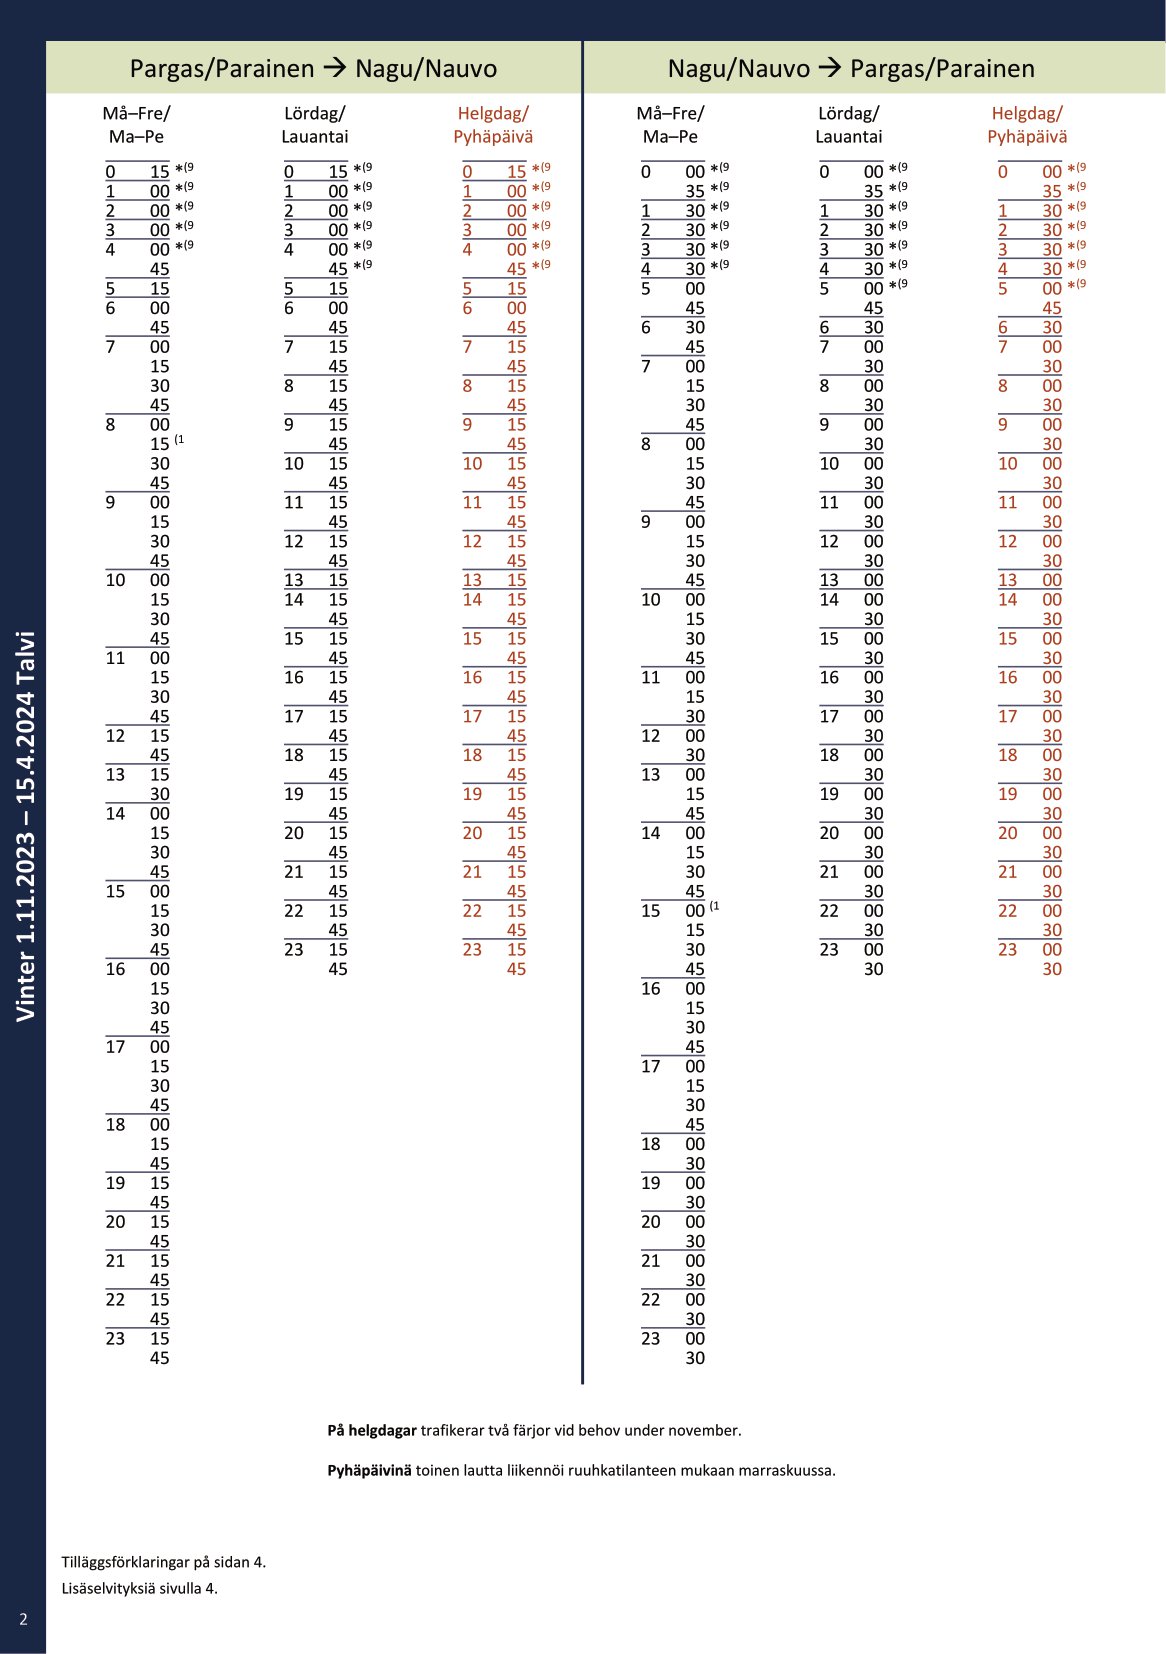 Pargas/Parainen → Nagu/Nauvo
Må–Fre/ Lördag/ Helgdag/
Ma–Pe Lauantai Pyhäpäivä
0 15 *(9 0 15 *(9 0 15 *(9
1 00 *(9 1 00 *(9 1 00 *(9
2 00 *(9 2 00 *(9 2 00 *(9
3 00 *(9 3 00 *(9 3 00 *(9
4 00 *(9 4 00 *(9 4 00 *(9
45 45 *(9 45 *(9
5 15 5 15 5 15
6 00 6 00 6 00
45 45 45
7 00 7 15 7 15
15 45 45
30 8 15 8 15
45 45 45
8 00 9 15 9 15
15 (1 45 45
30 10 15 10 15
45 45 45
9 00 11 15 11 15
15 45 45
30 12 15 12 15
45 45 45
10 00 13 15 13 15
15 14 15 14 15
30 45 45
45 15 15 15 15
11 00 45 45
15 16 15 16 15
30 45 45
45 17 15 17 15
12 15 45 45
45 18 15 18 15
13 15 45 45
30 19 15 19 15
14 00 45 45
15 20 15 20 15
30 45 45
45 21 15 21 15
15 00 45 45
15 22 15 22 15
30 45 45
45 23 15 23 15
16 00 45 45
15
30
45
17 00
15
30
45
18 00
15
45
19 15
45
20 15
45
21 15
45
22 15
45
23 15
45
Nagu/Nauvo → Pargas/Parainen
Må–Fre/ Lördag/ Helgdag/
Ma–Pe Lauantai Pyhäpäivä
0 00 *(9 0 00 *(9 0 00 *(9
35 *(9 35 *(9 35 *(9
1 30 *(9 1 30 *(9 1 30 *(9
2 30 *(9 2 30 *(9 2 30 *(9
3 30 *(9 3 30 *(9 3 30 *(9
4 30 *(9 4 30 *(9 4 30 *(9
5 00 5 00 *(9 5 00 *(9
45 45 45
6 30 6 30 6 30
45 7 00 7 00
7 00 30 30
15 8 00 8 00
30 30 30
45 9 00 9 00
8 00 30 30
15 10 00 10 00
30 30 30
45 11 00 11 00
9 00 30 30
15 12 00 12 00
30 30 30
45 13 00 13 00
10 00 14 00 14 00
15 30 30
30 15 00 15 00
45 30 30
11 00 16 00 16 00
15 30 30
30 17 00 17 00
12 00 30 30
30 18 00 18 00
13 00 30 30
15 19 00 19 00
45 30 30
14 00 20 00 20 00
15 30 30
30 21 00 21 00
45 30 30
15 00 (1 22 00 22 00
15 30 30
30 23 00 23 00
45 30 30
16 00
15
30
45
17 00
15
30
45
18 00
30
19 00
30
20 00
30
21 00
30
22 00
30
23 00
30
Vinter 1.11.2023 – 15.4.2024 Talvi
På helgdagar trafikerar två färjor vid behov under november.
Pyhäpäivinä toinen lautta liikennöi ruuhkatilanteen mukaan marraskuussa.
Tilläggsförklaringar på sidan 4.
Lisäselvityksiä sivulla 4.
2